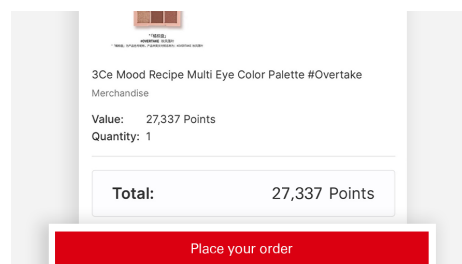 #OVERTAKE
3Ce Mood Recipe Multi Eye Color Palette #Overtake
Merchandise
Value: 27,337 Points
Quantity: 1
Total: 27,337 Points
Place your order